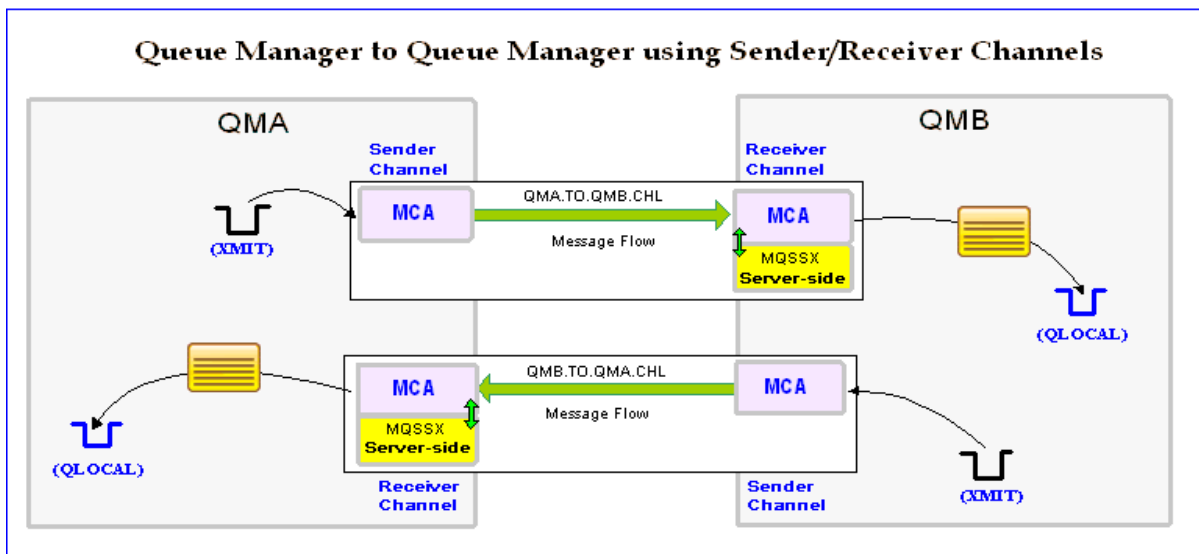 Queue Manager to Queue Manager using Sender/Receiver Channels
QMA
QMB
Sender
Channel
Receiver
Channel
MCA
QMA.TO.QMB.CHL
Message Flow
MCA
MQSSX
Server-side
(XMIT)
(QLOCAL)
MCA
QMB.TO.QMA.CHL
Message Flow
MCA
MQSSX
Server-side
(QLOCAL)
(XMIT)
Receiver
Channel
Sender
Channel